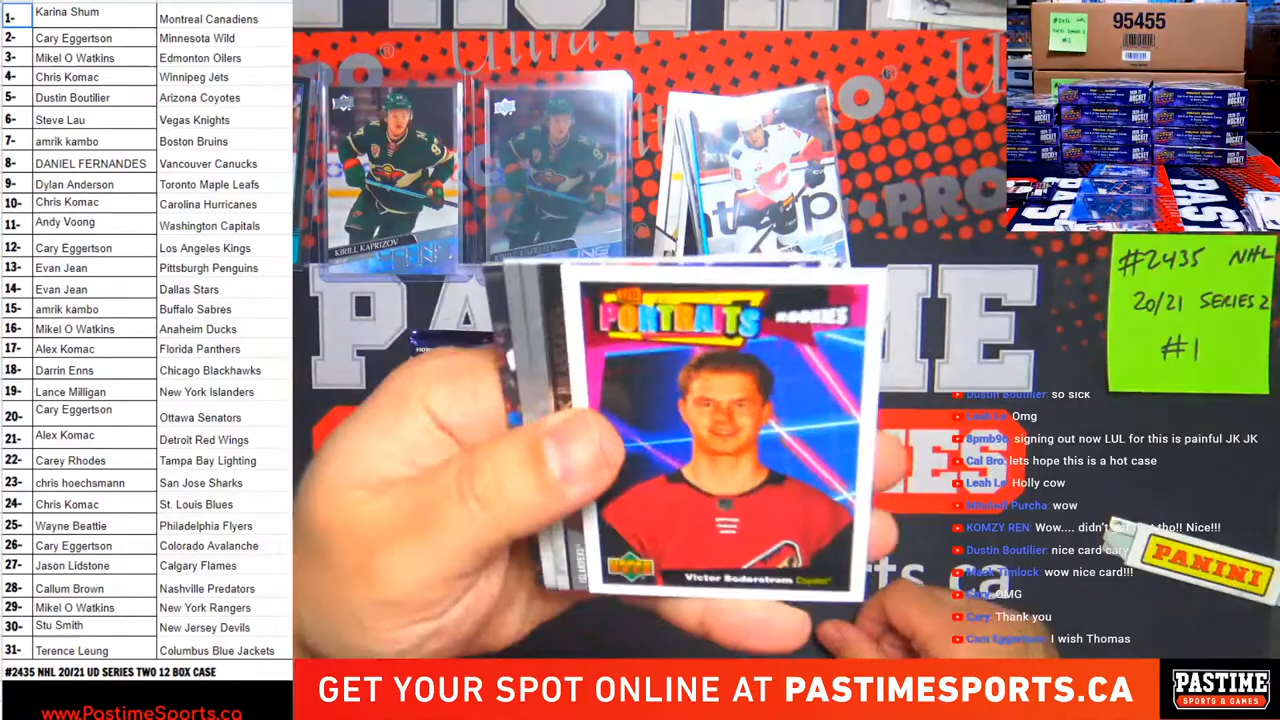 1- Karina Shum Montreal Canadiens
2- Cary Eggertson Minnesota Wild
3- Mikel O Watkins Edmonton Oilers
4- Chris Komac Winnipeg Jets
5- Dustin Boutilier Arizona Coyotes
6- Steve Lau Vegas Knights
7- amrik kambo Boston Bruins
8- DANIEL FERNANDES Vancouver Canucks
9- Dylan Anderson Toronto Maple Leafs
10- Chris Komac Carolina Hurricanes
11- Andy Voong Washington Capitals
12- Cary Eggertson Los Angeles Kings
13- Evan Jean Pittsburgh Penguins
14- Evan Jean Dallas Stars
15- amrik kambo Buffalo Sabres
16- Mikel O Watkins Anaheim Ducks
17- Alex Komac Florida Panthers
18- Darrin Enns Chicago Blackhawks
19- Lance Milligan New York Islanders
20- Cary Eggertson Ottawa Senators
21- Alex Komac Detroit Red Wings
22- Carey Rhodes Tampa Bay Lighting
23- chris hoechsmann San Jose Sharks
24- Chris Komac St. Louis Blues
25- Wayne Beattie Philadelphia Flyers
26- Cary Eggertson Colorado Avalanche
27- Jason Lidstone Calgary Flames
28- Callum Brown Nashville Predators
29- Mikel O Watkins New York Rangers
30- Stu Smith New Jersey Devils
31- Terence Leung Columbus Blue Jackets
#2435 NHL 20/21 UD SERIES TWO 12 BOX CASE
www.PastimeSports.ca
KIRILL KAPRIZOV
PORTRAITS ROOKIES
Victor Soderstrom
UPPER
PRO
95455
HOCKEY
#2435 NHL
20/21 SERIES 2
#1
Dustin Boutilier: so sick
Leah Le: Omg
8pmb96: signing out now LUL for this is painful JK JK
Cal Bro: lets hope this is a hot case
Leah Le: Holly cow
Purcha: wow
KOMZY REN: Wow.... didn't tho!! Nice!!!
Dustin Boutilier: nice card cary
Mack Timlock: wow nice card!!!
Cary: OMG
Cary: Thank you
Cam Eggertson: I wish Thomas
PANINI
GET YOUR SPOT ONLINE AT PASTIMESPORTS.CA
PASTIME
SPORTS & GAMES